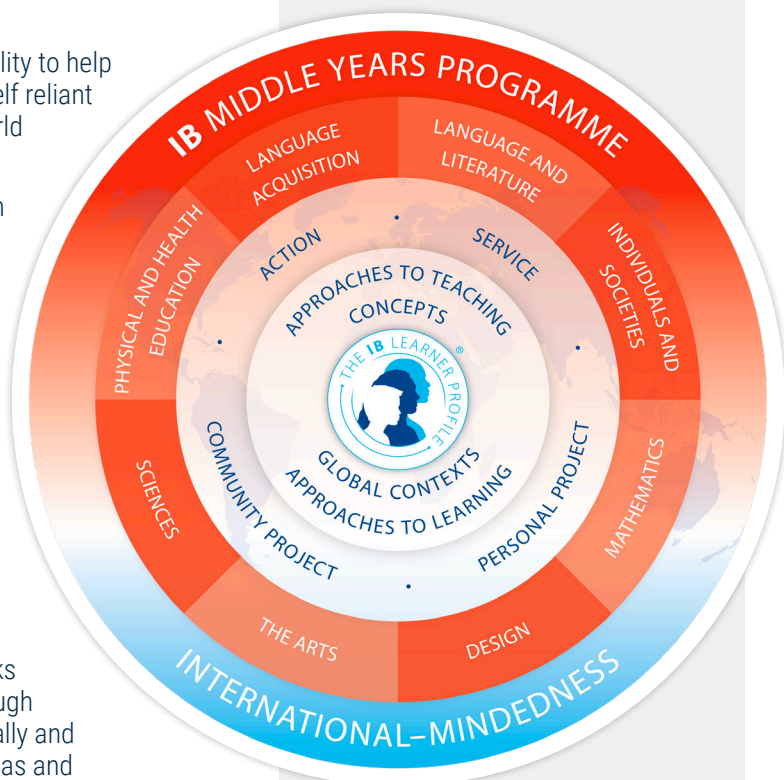 lity to help
elf reliant
rld
n
ks
ugh
ally and
as and
IB MIDDLE YEARS PROGRAMME
LANGUAGE
ACQUISITION
LANGUAGE AND
LITERATURE
PHYSICAL AND HEALTH
EDUCATION
INDIVIDUALS AND
SOCIETIES
SCIENCES
MATHEMATICS
THE ARTS
DESIGN
ACTION
SERVICE
COMMUNITY PROJECT
PERSONAL PROJECT
APPROACHES TO TEACHING
CONCEPTS
THE IB LEARNER PROFILE ®
GLOBAL CONTEXTS
APPROACHES TO LEARNING
INTERNATIONAL–MINDEDNESS